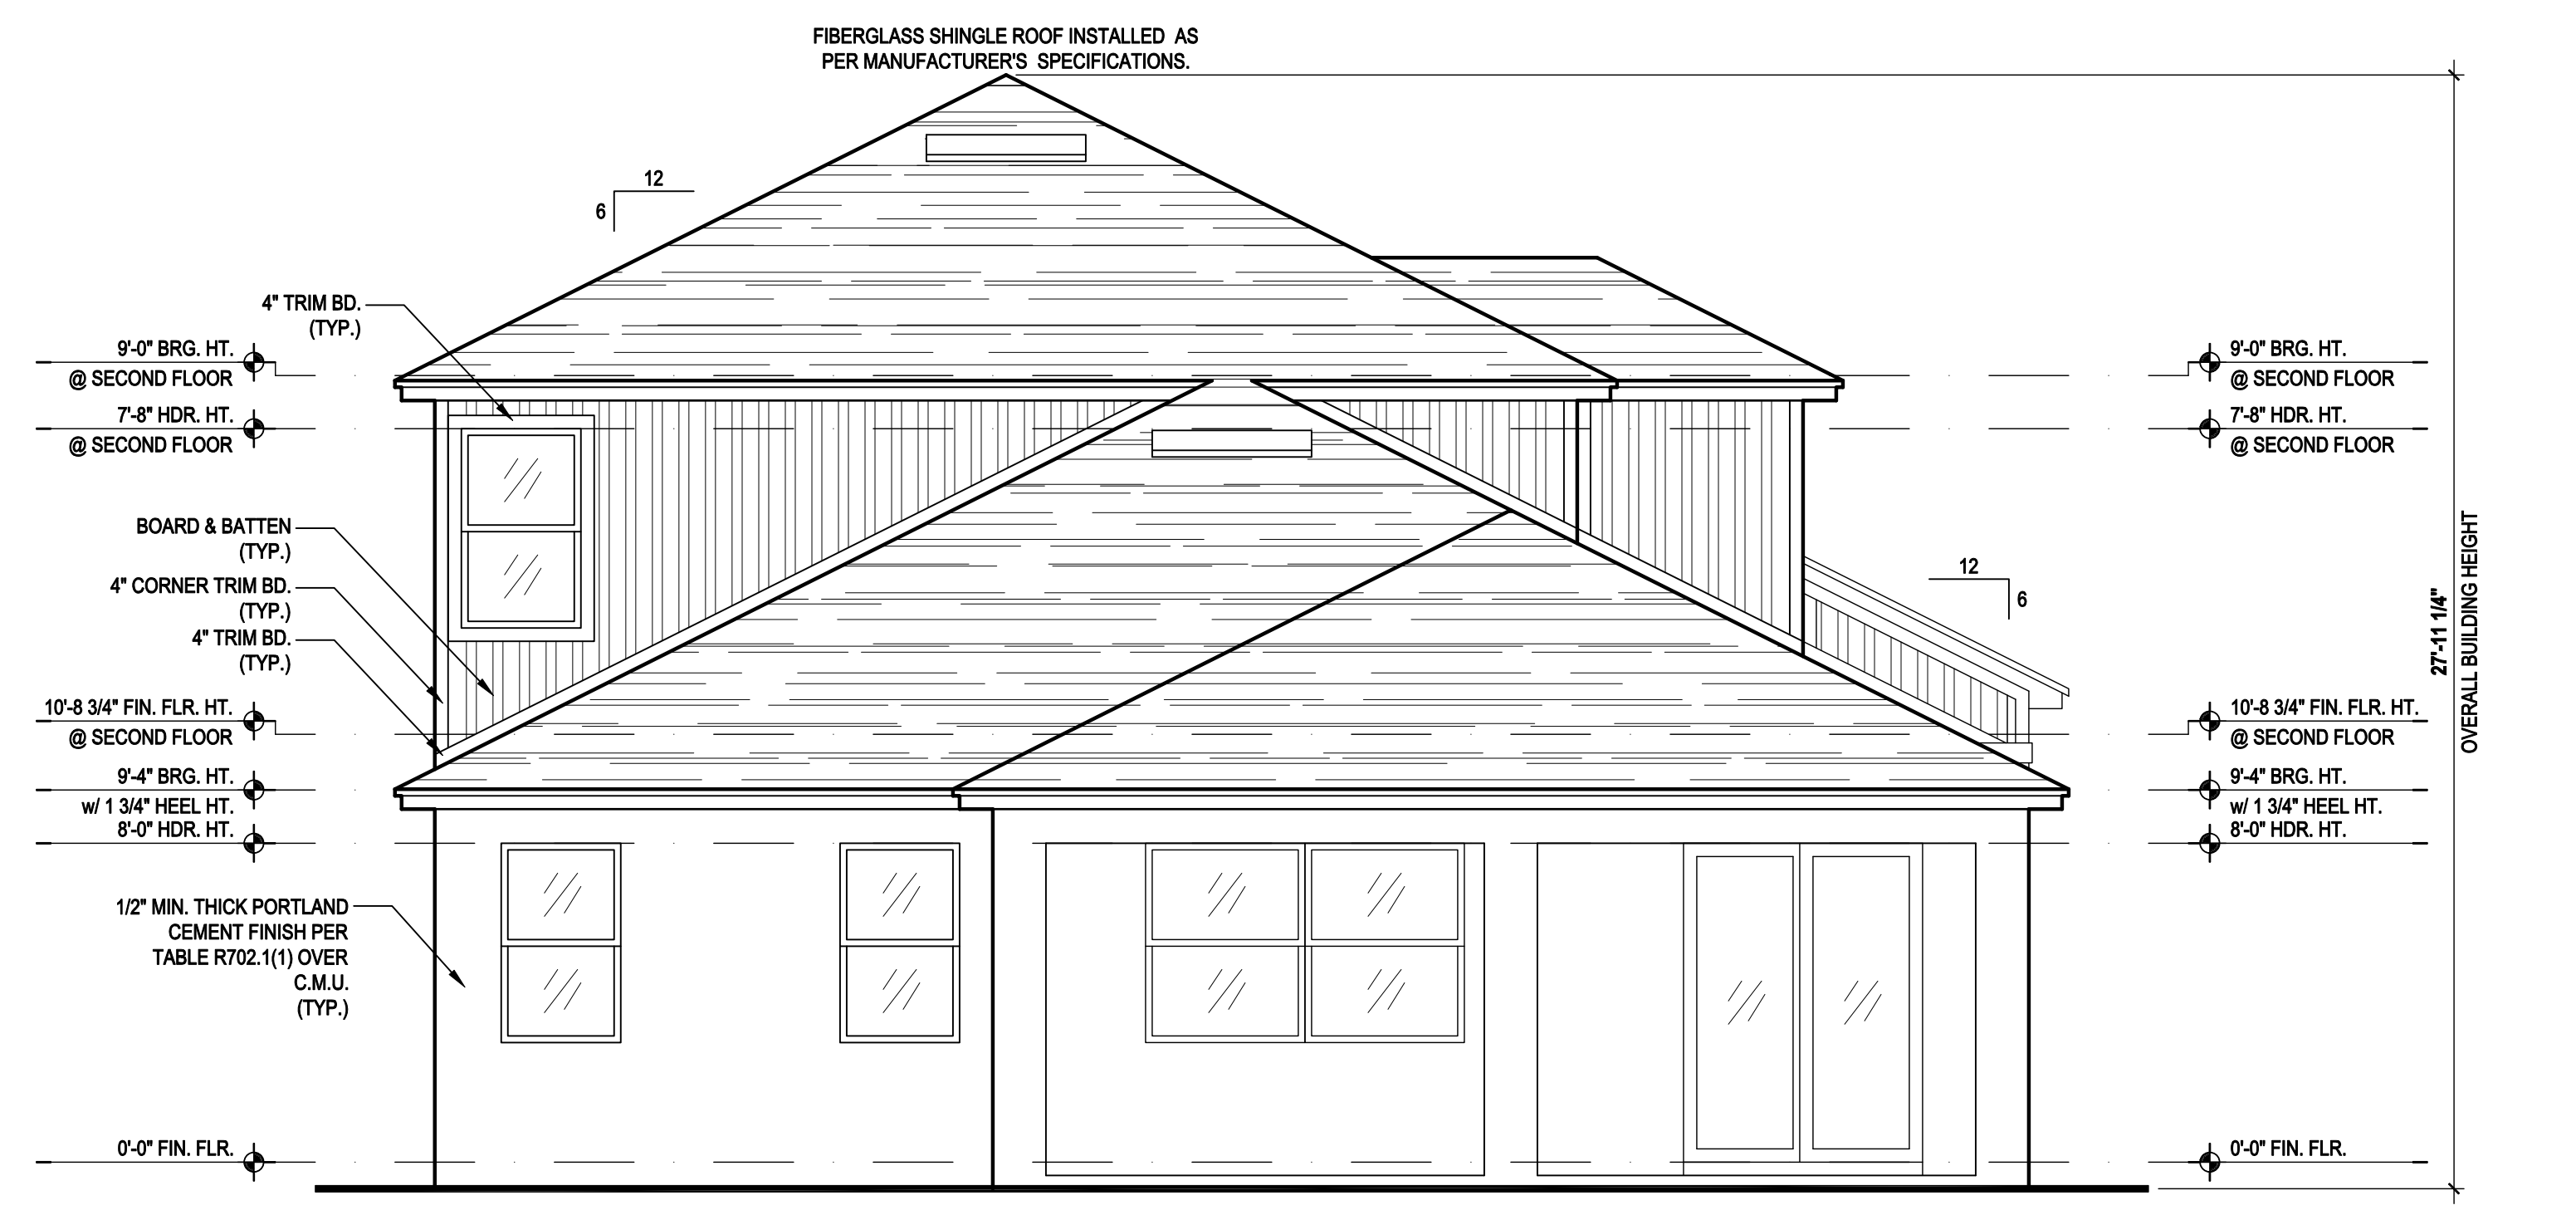 FIBERGLASS SHINGLE ROOF INSTALLED AS
PER MANUFACTURER'S SPECIFICATIONS.
12
6
4" TRIM BD.
(TYP.)
9'-0" BRG. HT.
@ SECOND FLOOR
7'-8" HDR. HT.
@ SECOND FLOOR
BOARD & BATTEN
(TYP.)
4" CORNER TRIM BD.
(TYP.)
4" TRIM BD.
(TYP.)
10'-8 3/4" FIN. FLR. HT.
@ SECOND FLOOR
9'-4" BRG. HT.
w/ 1 3/4" HEEL HT.
8'-0" HDR. HT.
1/2" MIN. THICK PORTLAND
CEMENT FINISH PER
TABLE R702.1(1) OVER
C.M.U.
(TYP.)
0'-0" FIN. FLR.
9'-0" BRG. HT.
@ SECOND FLOOR
7'-8" HDR. HT.
@ SECOND FLOOR
12
6
10'-8 3/4" FIN. FLR. HT.
@ SECOND FLOOR
9'-4" BRG. HT.
w/ 1 3/4" HEEL HT.
8'-0" HDR. HT.
0'-0" FIN. FLR.
27'-11 1/4"
OVERALL BUILDING HEIGHT